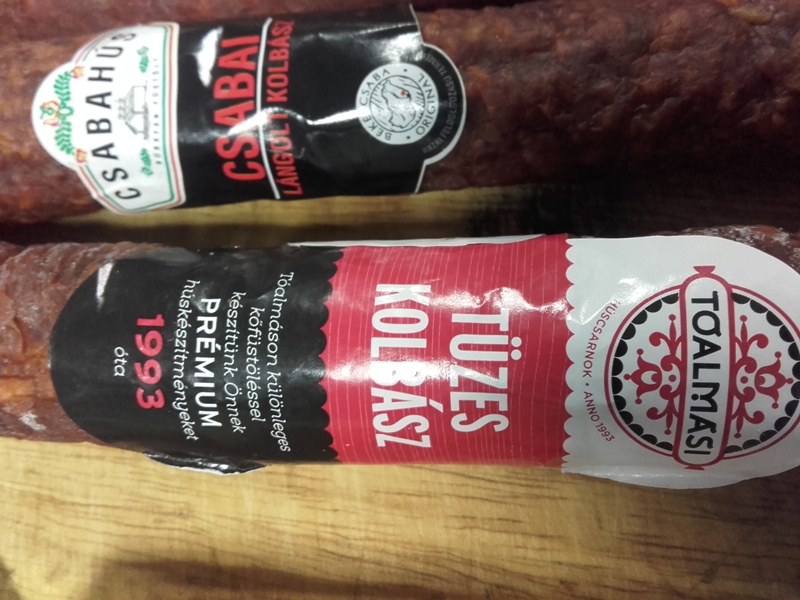 CSABAHÚS
CSABAI
LÁNGOLT KOLBÁSZ
BÉKÉSCSABA
ORIGINAL
TÓALMÁSI
HÚSCSARNOK • ANNO 1993
TÜZES
KOLBÁSZ
Tóalmáson különleges
kőfüstöléssel
készítünk Önnek
PRÉMIUM
húskészítményeket
1993
óta